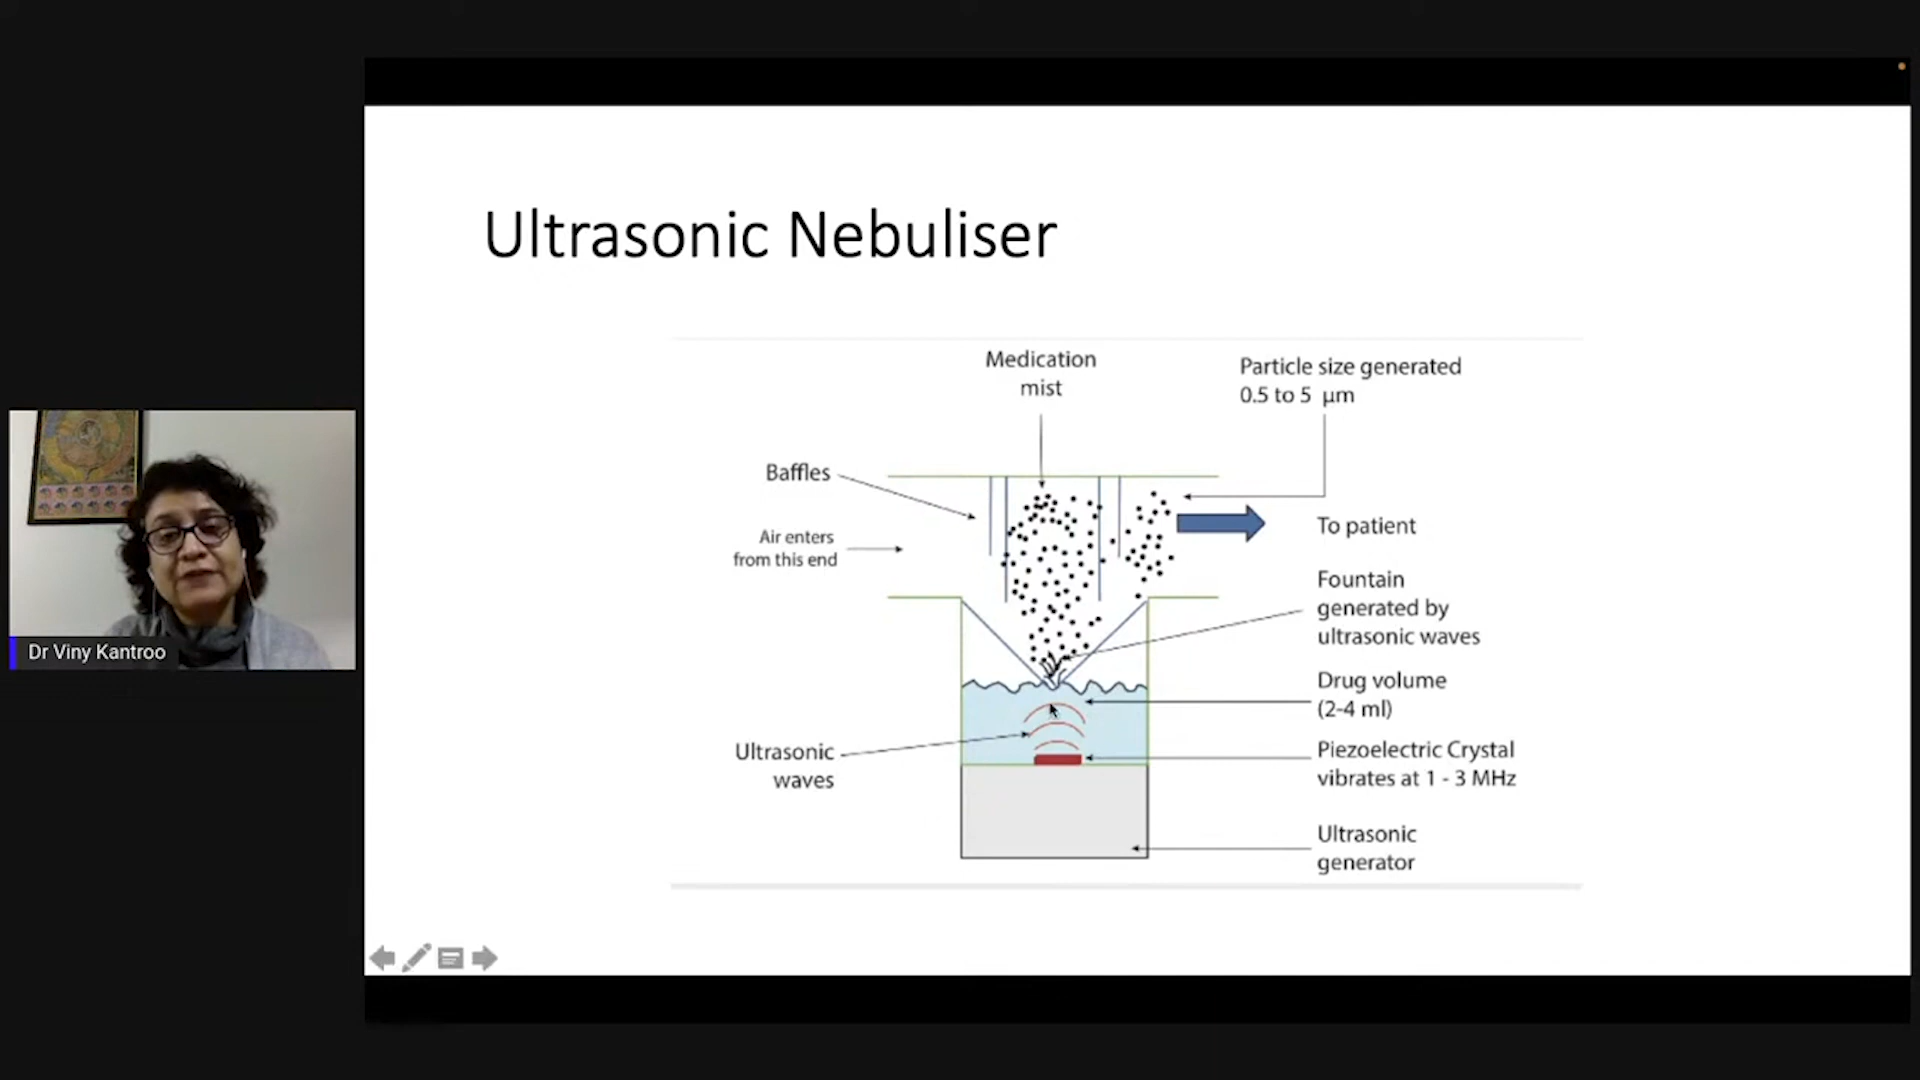 Ultrasonic Nebuliser
Medication
mist
Particle size generated
0.5 to 5 µm
Baffles
Air enters
from this end
To patient
Fountain
generated by
ultrasonic waves
Drug volume
(2-4 ml)
Ultrasonic
waves
Piezoelectric Crystal
vibrates at 1 - 3 MHz
Ultrasonic
generator
Dr Viny Kantroo